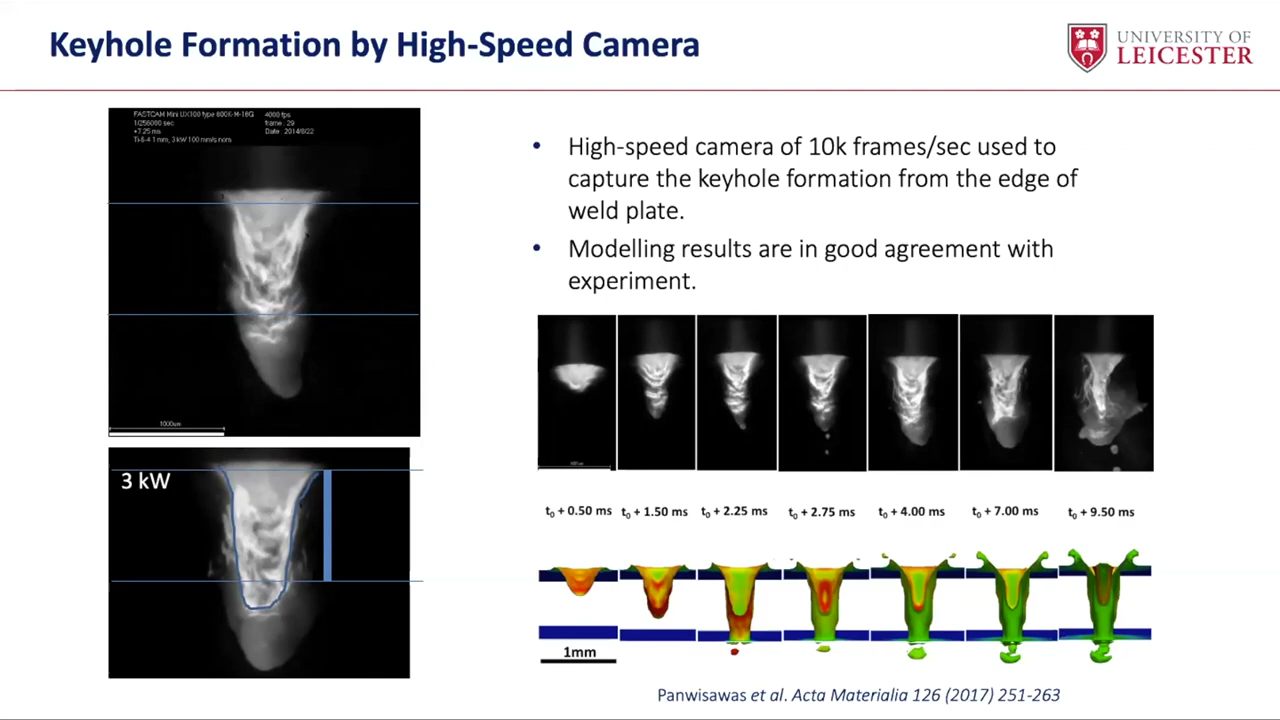 Keyhole Formation by High-Speed Camera
UNIVERSITY OF
LEICESTER
FASTCAM Mini UX100 type 800K-M-16G
4000 fps
1/256000 sec
frame : 29
+7.25 ms
Date : 2014/8/22
Ti-6-4 1 mm, 3 kW 100 mm/s nom
1000um
3 kW
• High-speed camera of 10k frames/sec used to
capture the keyhole formation from the edge of
weld plate.
• Modelling results are in good agreement with
experiment.
t0 + 0.50 ms
t0 + 1.50 ms
t0 + 2.25 ms
t0 + 2.75 ms
t0 + 4.00 ms
t0 + 7.00 ms
t0 + 9.50 ms
1mm
Panwisawas et al. Acta Materialia 126 (2017) 251-263